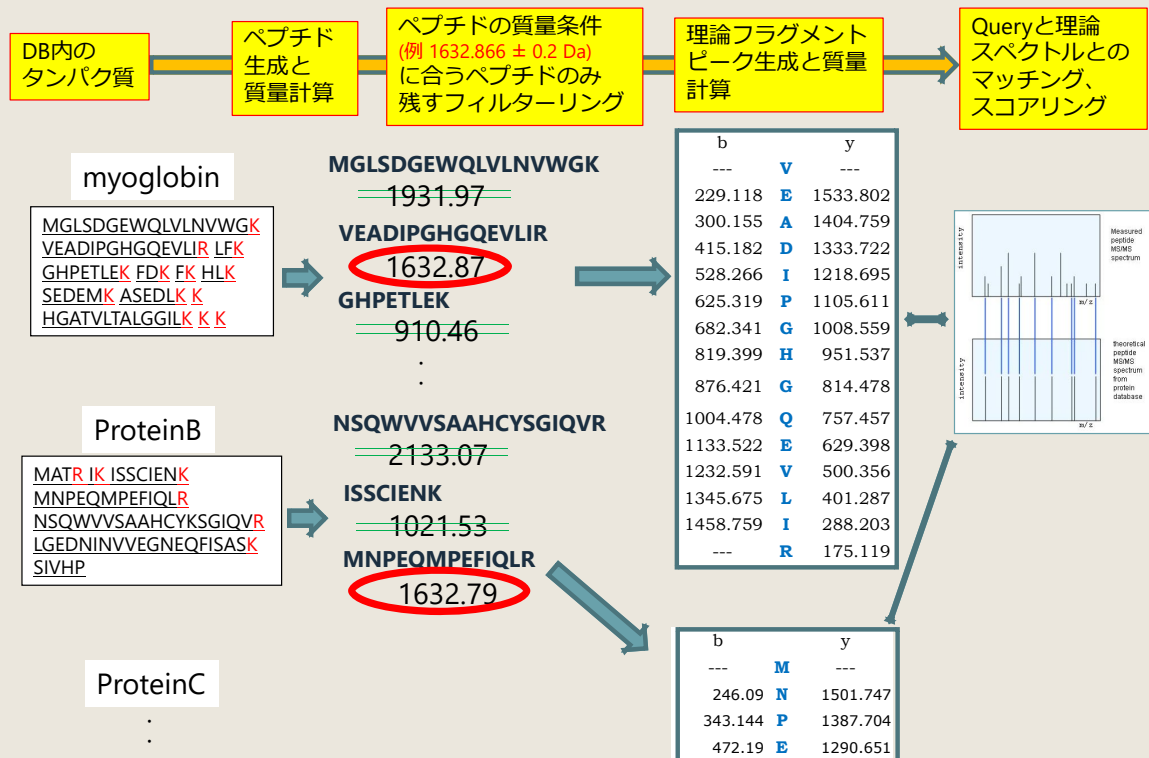 DB内の
タンパク質
ペプチド
生成と
質量計算
ペプチドの質量条件
(例 1632.866 ± 0.2 Da)
に合うペプチドのみ
残すフィルターリング
理論フラグメント
ピーク生成と質量
計算
Queryと理論
スペクトルとの
マッチング、
スコアリング
myoglobin
MGLSDGEWQLVLNVWGK
VEADIPGHGQEVLIR LFK
GHPETLEK FDK FK HLK
SEDEMK ASEDLK K
HGATVLTALGGILK K K
MGLSDGEWQLVLNVWGK
1931.97
VEADIPGHGQEVLIR
1632.87
GHPETLEK
910.46
.
.
ProteinB
MATR IK ISSCIENK
MNPEQMPEFIQLR
NSQWVVSAAHCYKSGIQVR
LGEDNINVVEGNEQFISASK
SIVHP
NSQWVVSAAHCYSGIQVR
2133.07
ISSCIENK
1021.53
MNPEQMPEFIQLR
1632.79
ProteinC
.
.
b y
--- V ---
229.118 E 1533.802
300.155 A 1404.759
415.182 D 1333.722
528.266 I 1218.695
625.319 P 1105.611
682.341 G 1008.559
819.399 H 951.537
876.421 G 814.478
1004.478 Q 757.457
1133.522 E 629.398
1232.591 V 500.356
1345.675 L 401.287
1458.759 I 288.203
--- R 175.119
b y
--- M ---
246.09 N 1501.747
343.144 P 1387.704
472.19 E 1290.651
intensity
Measured
peptide
MS/MS
spectrum
m/z
intensity
theoretical
peptide
MS/MS
spectrum
from
protein
database
m/z